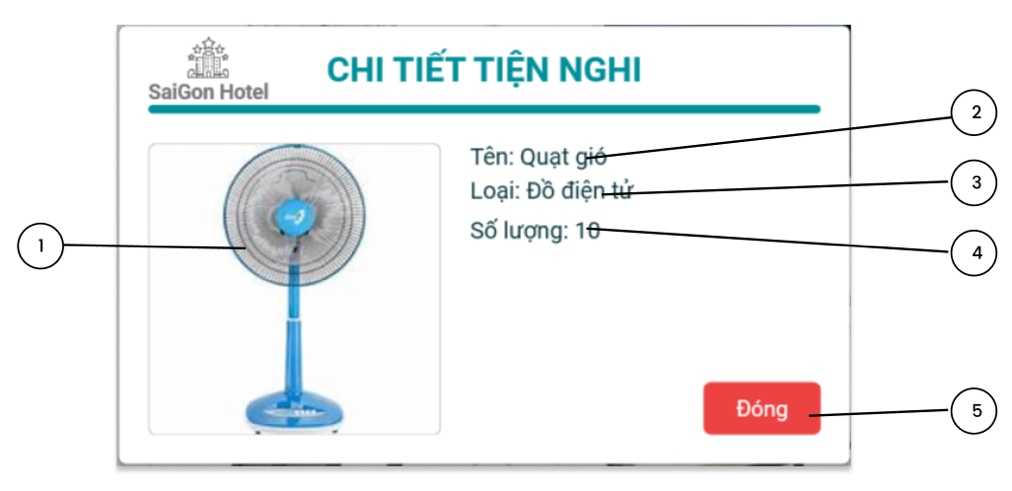 SaiGon Hotel
CHI TIẾT TIỆN NGHI
Tên: Quạt gió
Loại: Đồ điện tử
Số lượng: 10
Đóng
1
2
3
4
5